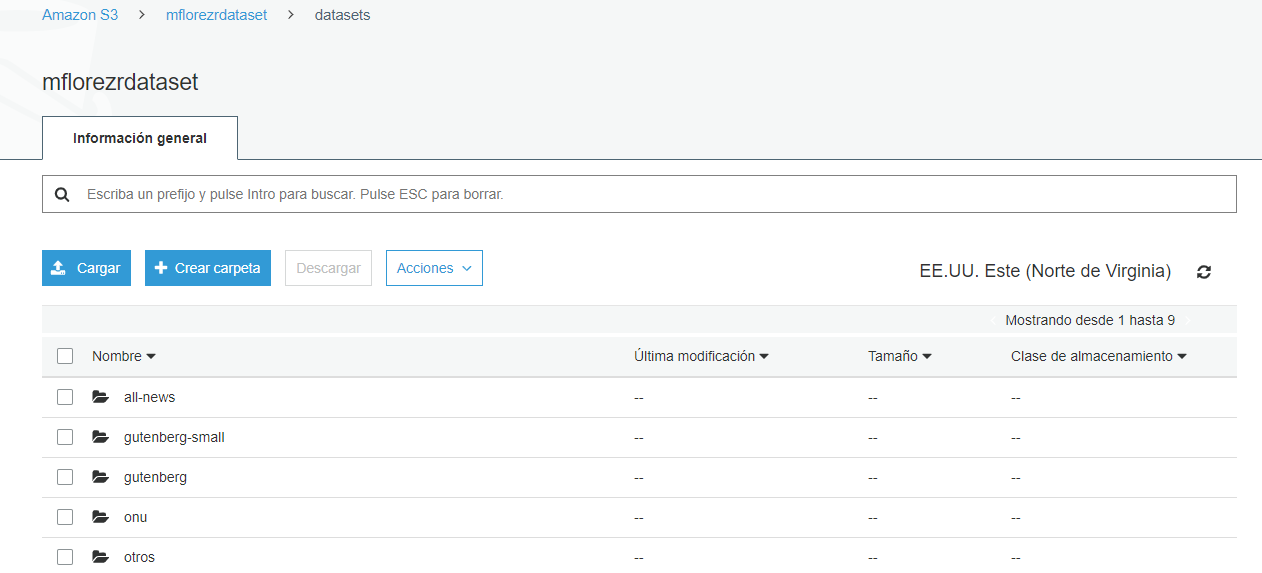 Amazon S3 > mflorezrdataset > datasets
mflorezrdataset
Información general
Escriba un prefijo y pulse Intro para buscar. Pulse ESC para borrar.
Cargar + Crear carpeta Descargar Acciones EE.UU. Este (Norte de Virginia)
Mostrando desde 1 hasta 9
Nombre Última modificación Tamaño Clase de almacenamiento
all-news -- -- --
gutenberg-small -- -- --
gutenberg -- -- --
onu -- -- --
otros -- -- --